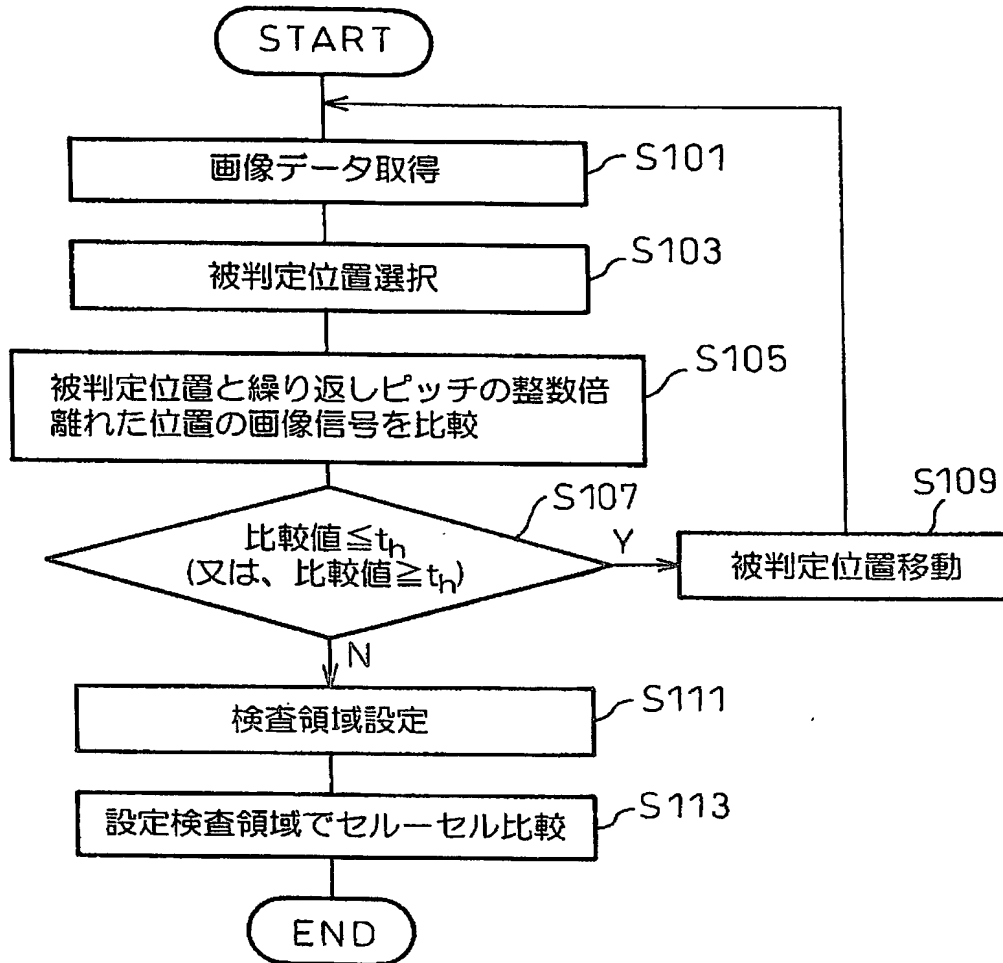 START
画像データ取得
S101
被判定位置選択
S103
被判定位置と繰り返しピッチの整数倍
離れた位置の画像信号を比較
S105
比較値≦th
(又は、比較値≧th)
S107
Y
被判定位置移動
S109
N
検査領域設定
S111
設定検査領域でセルーセル比較
S113
END